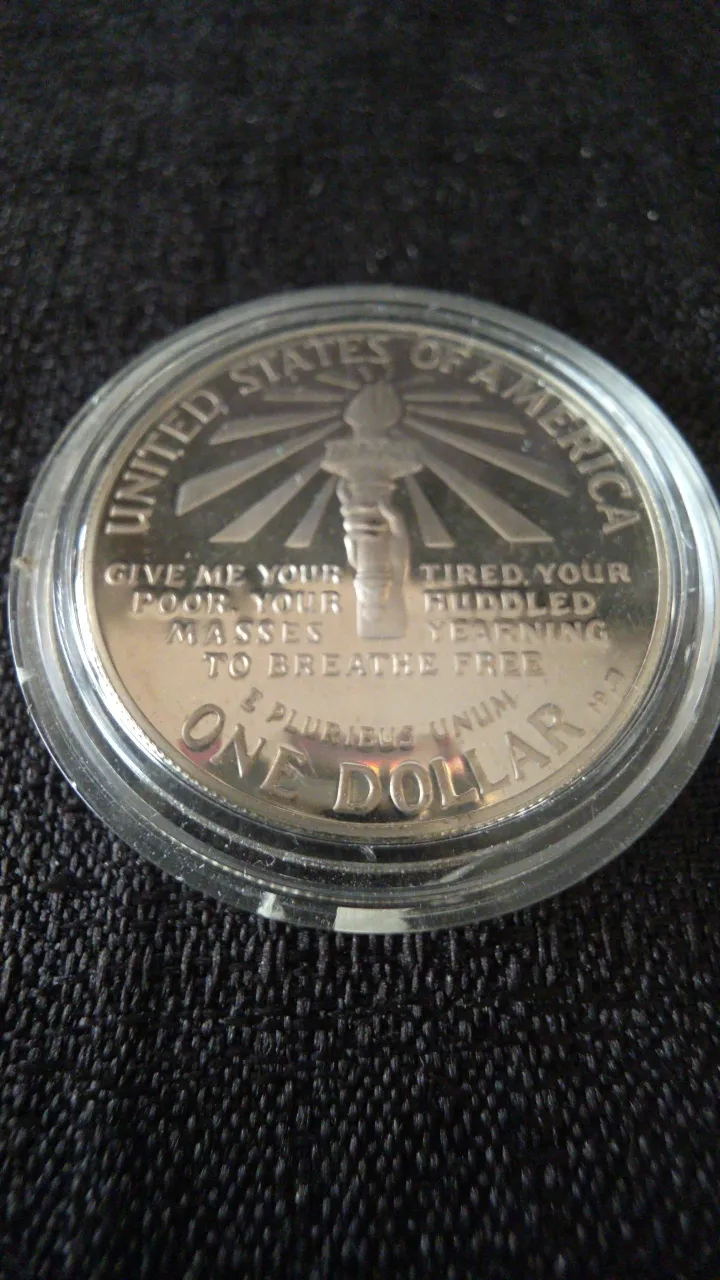 UNITED STATES OF AMERICA
GIVE ME YOUR TIRED, YOUR
POOR, YOUR HUDDLED
MASSES YEARNING
TO BREATHE FREE
E PLURIBUS UNUM
ONE DOLLAR